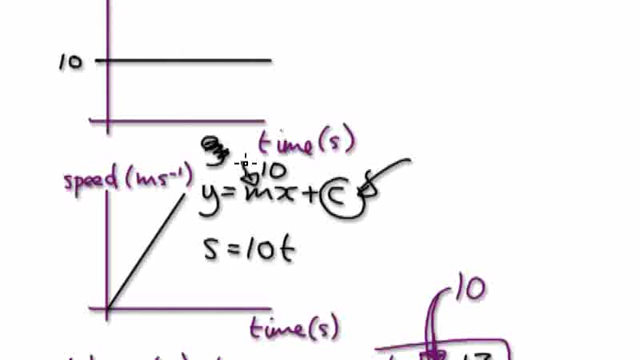 10
time(s)
10
speed (ms⁻¹)
y = mx + c
s = 10t
10
time(s)